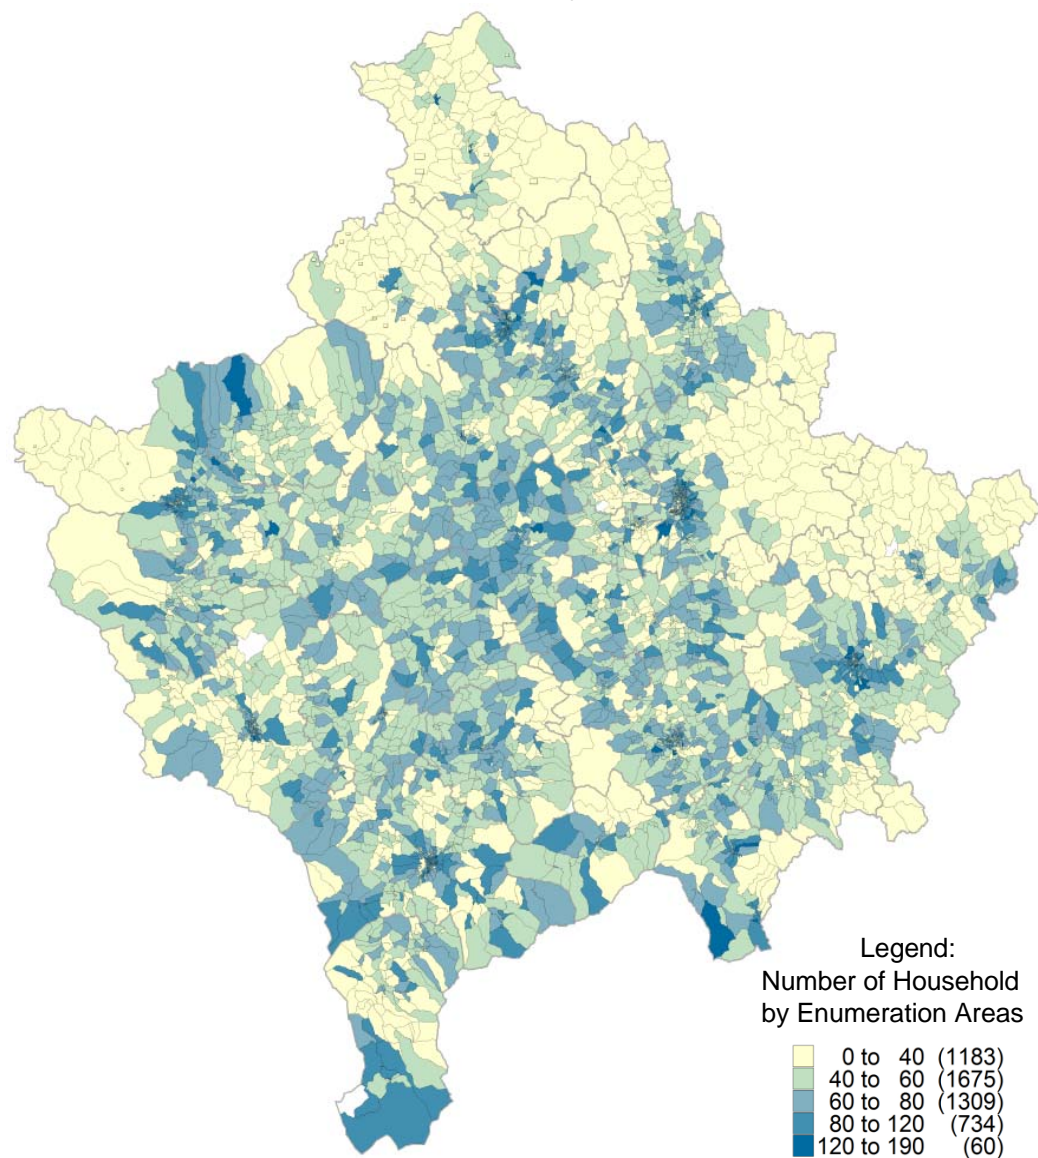 Legend:
Number of Household
by Enumeration Areas
0 to 40 (1183)
40 to 60 (1675)
60 to 80 (1309)
80 to 120 (734)
120 to 190 (60)